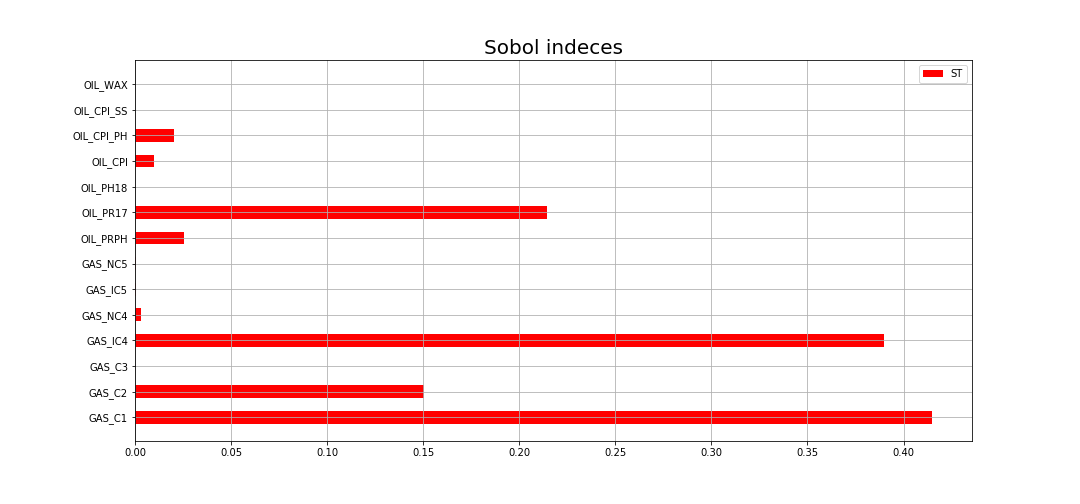 Sobol indeces
ST
OIL_WAX
OIL_CPI_SS
OIL_CPI_PH
OIL_CPI
OIL_PH18
OIL_PR17
OIL_PRPH
GAS_NC5
GAS_IC5
GAS_NC4
GAS_IC4
GAS_C3
GAS_C2
GAS_C1
0.00 0.05 0.10 0.15 0.20 0.25 0.30 0.35 0.40